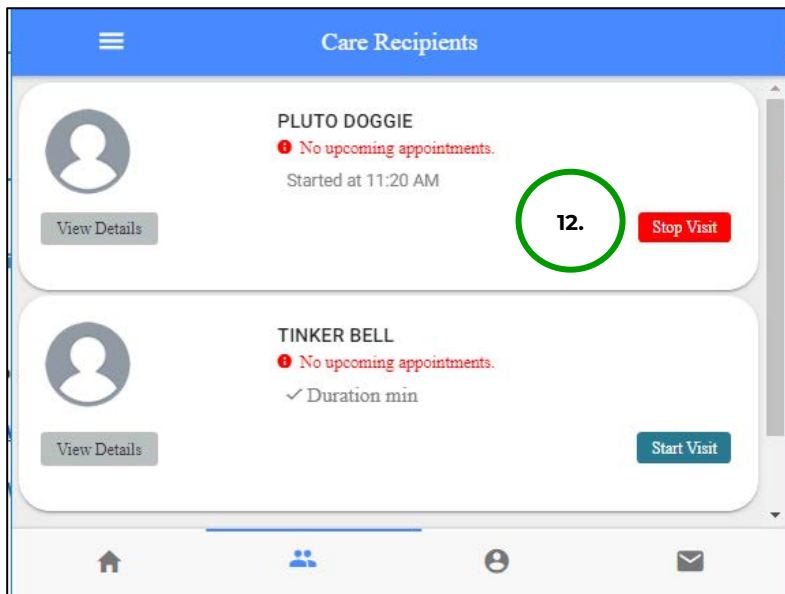 Care Recipients
PLUTO DOGGIE
No upcoming appointments.
Started at 11:20 AM
View Details
12.
Stop Visit
TINKER BELL
No upcoming appointments.
Duration min
View Details
Start Visit